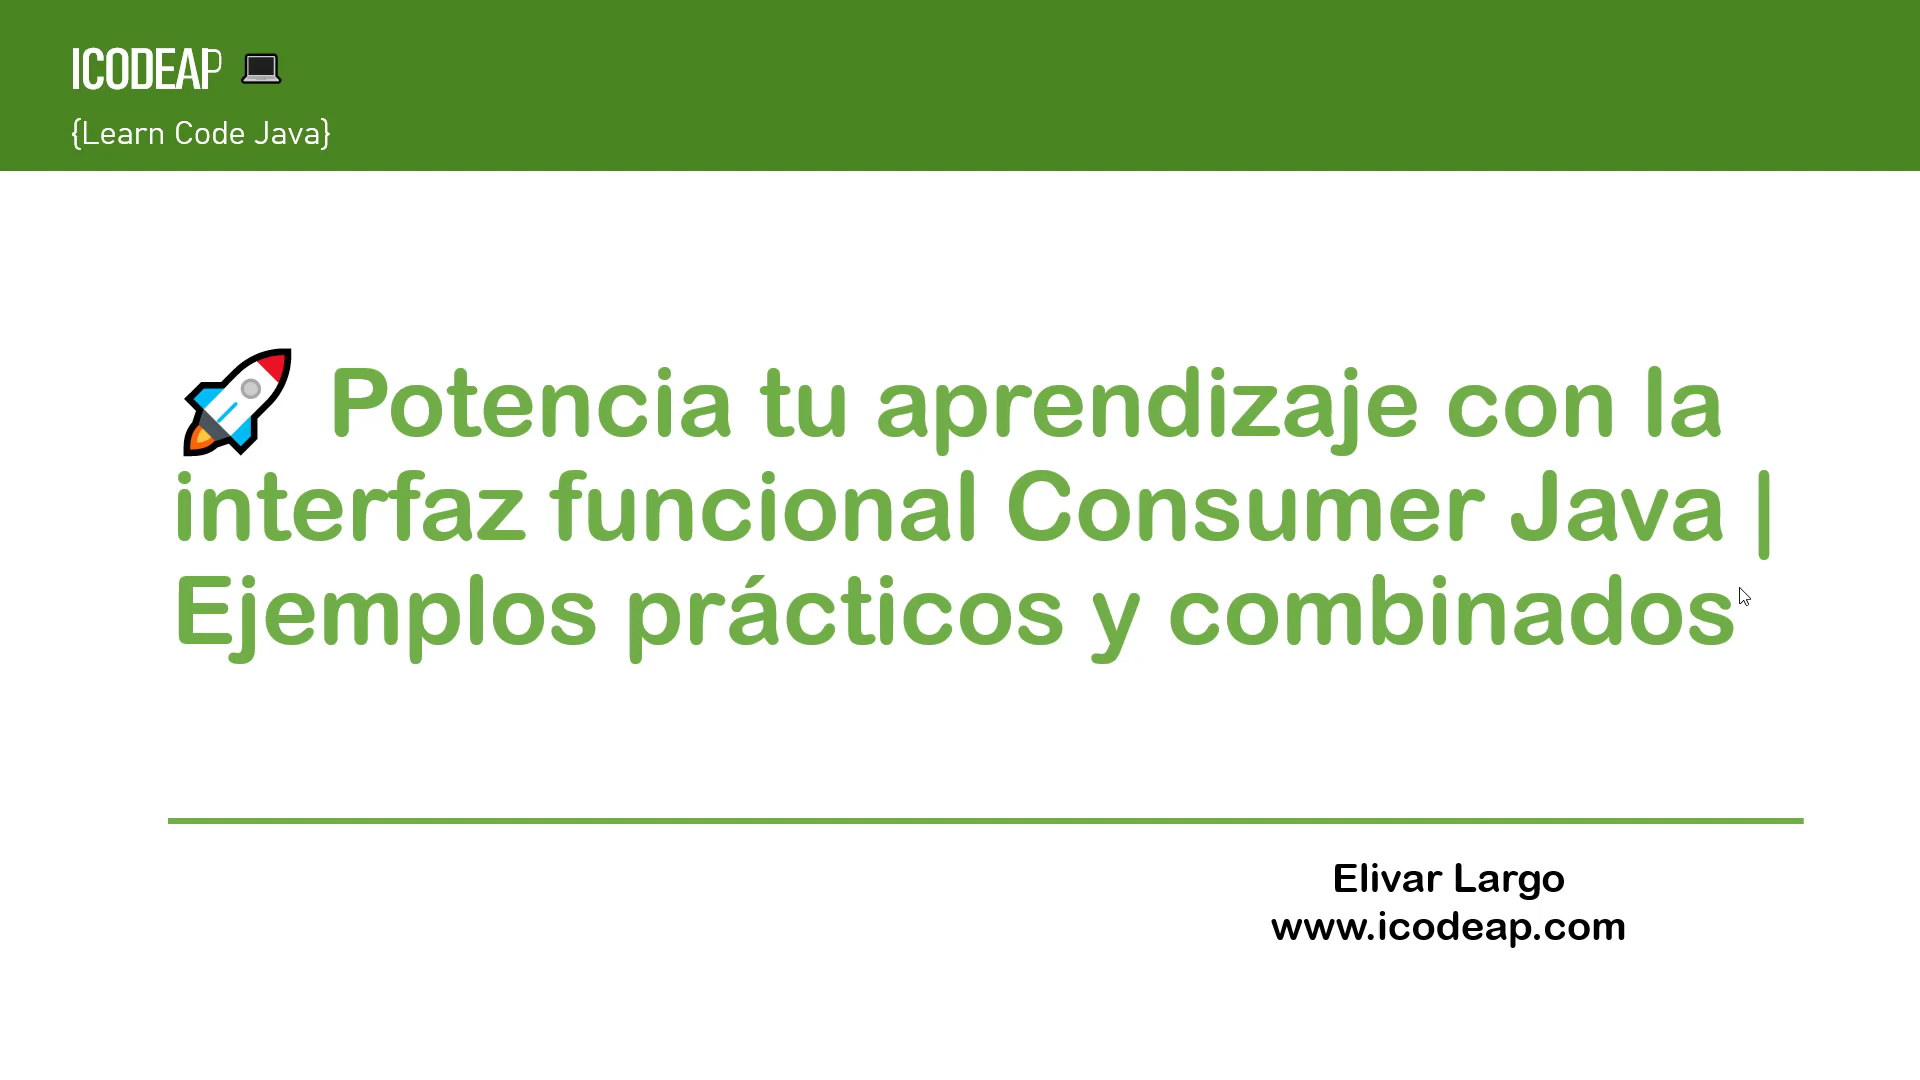 ICODEAP
{Learn Code Java}
Potencia tu aprendizaje con la
interfaz funcional Consumer Java |
Ejemplos prácticos y combinados
Elivar Largo
www.icodeap.com